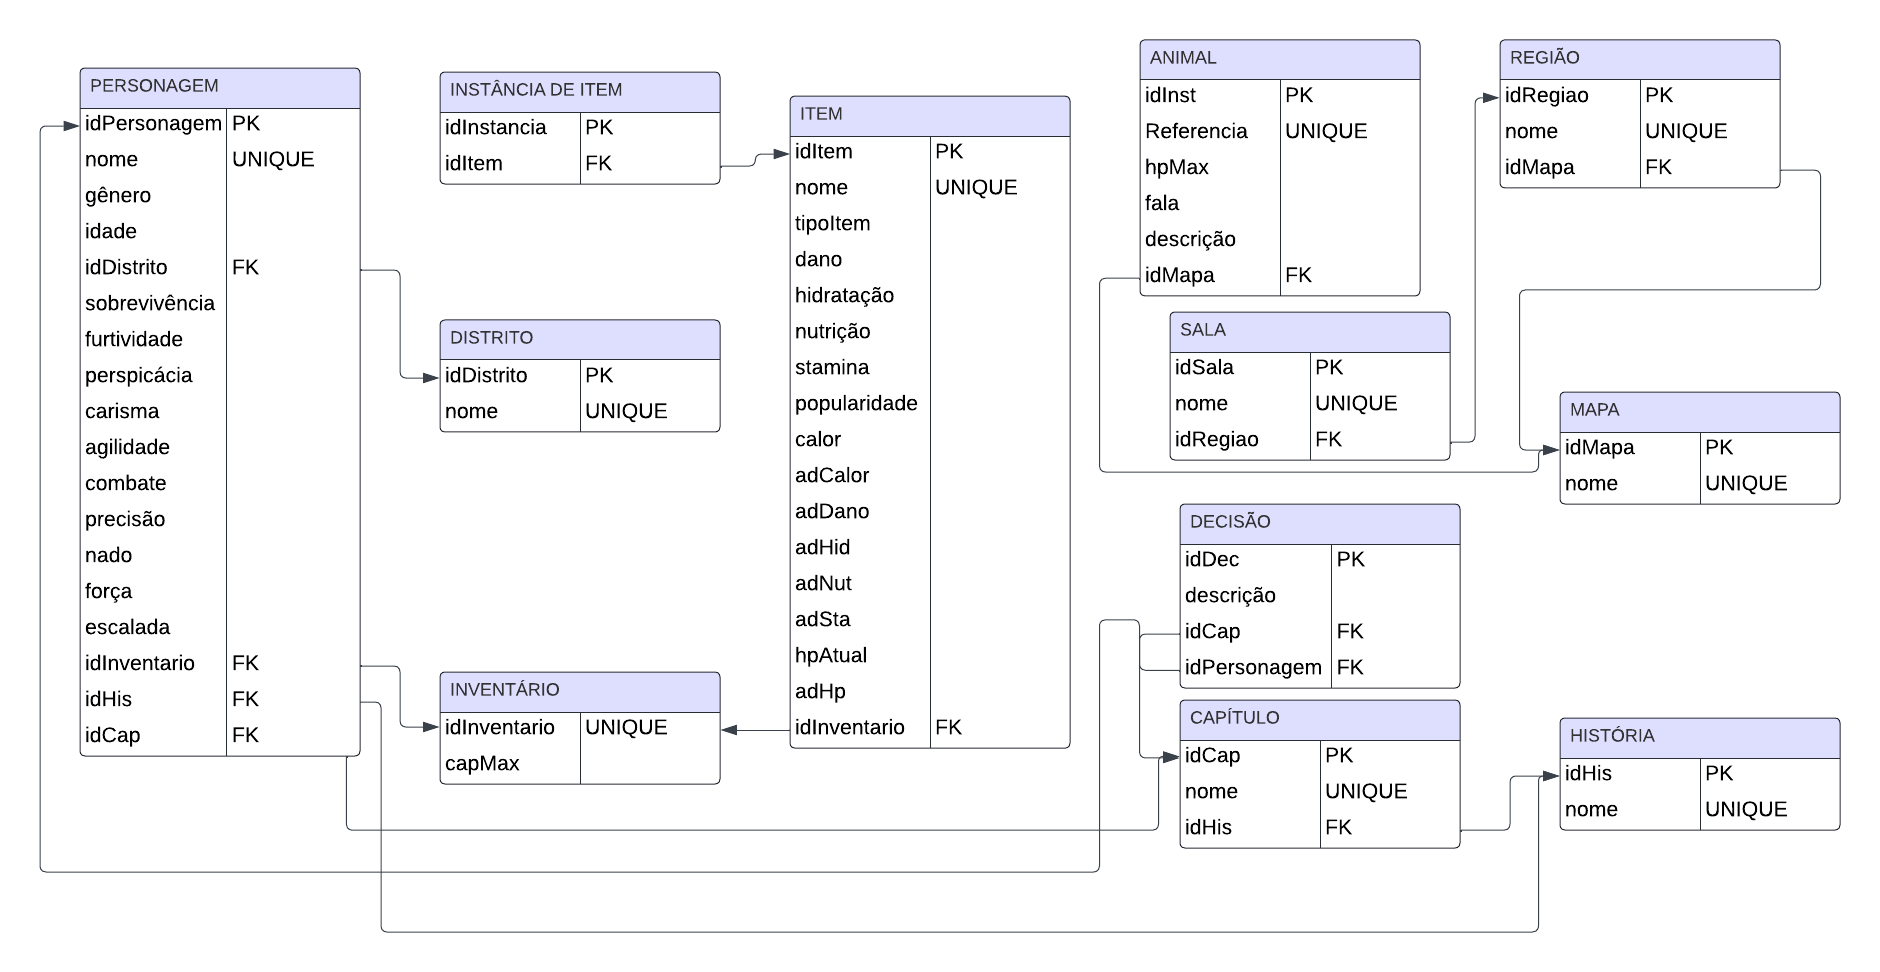 PERSONAGEM
idPersonagem PK
nome UNIQUE
gênero
idade
idDistrito FK
sobrevivência
furtividade
perspicácia
carisma
agilidade
combate
precisão
nado
força
escalada
idInventario FK
idHis FK
idCap FK
INSTÂNCIA DE ITEM
idInstancia PK
idItem FK
DISTRITO
idDistrito PK
nome UNIQUE
INVENTÁRIO
idInventario UNIQUE
capMax
ITEM
idItem PK
nome UNIQUE
tipoItem
dano
hidratação
nutrição
stamina
popularidade
calor
adCalor
adDano
adHid
adNut
adSta
hpAtual
adHp
idInventario FK
ANIMAL
idInst PK
Referencia UNIQUE
hpMax
fala
descrição
idMapa FK
SALA
idSala PK
nome UNIQUE
idRegiao FK
DECISÃO
idDec PK
descrição
idCap FK
idPersonagem FK
CAPÍTULO
idCap PK
nome UNIQUE
idHis FK
REGIÃO
idRegiao PK
nome UNIQUE
idMapa FK
MAPA
idMapa PK
nome UNIQUE
HISTÓRIA
idHis PK
nome UNIQUE